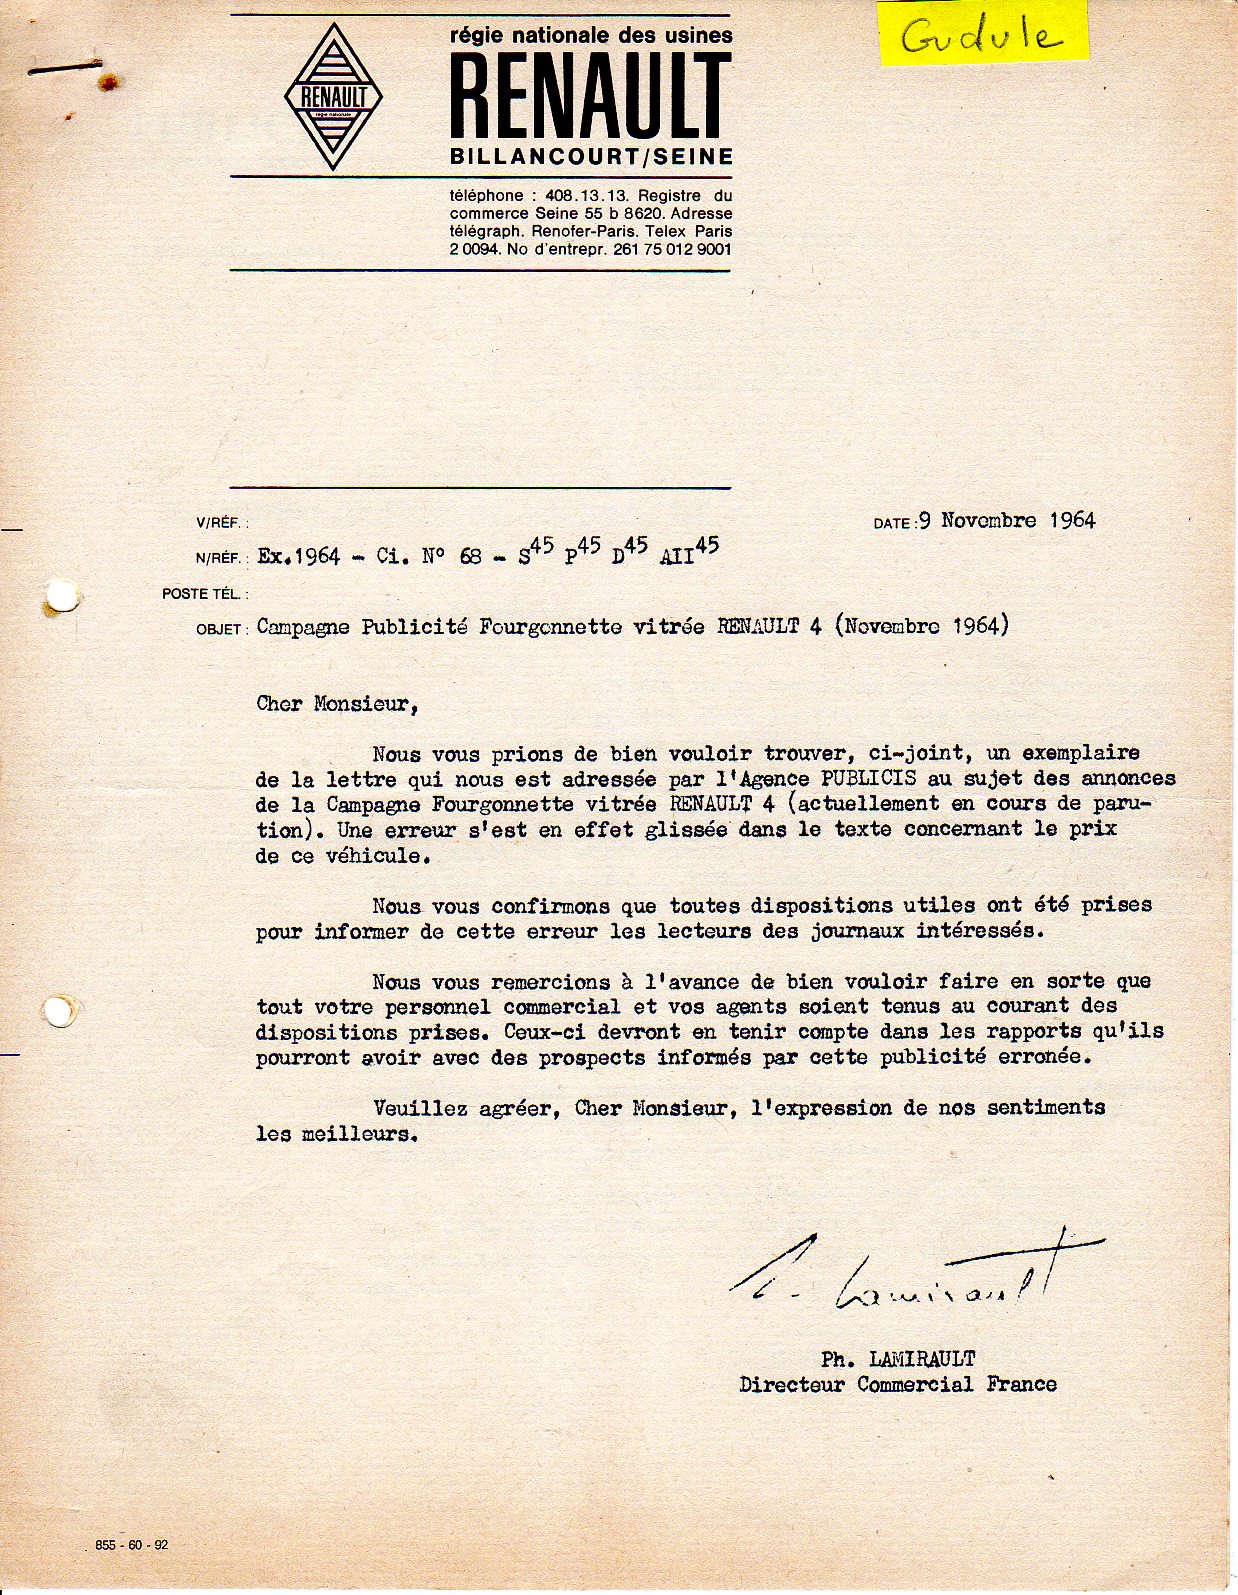 Gudule
régie nationale des usines
RENAULT
BILLANCOURT/SEINE
RENAULT
régie nationale
téléphone : 408.13.13. Registre du
commerce Seine 55 b 8620. Adresse
télégraph. Renofer-Paris. Telex Paris
2 0094. No d'entrepr. 261 75 012 9001
V/RÉF. :
DATE : 9 Novembre 1964
N/RÉF. : Ex.1964 - Ci. N° 68 - S45 P45 D45 AII45
POSTE TÉL. :
OBJET : Campagne Publicité Fourgonnette vitrée RENAULT 4 (Novembre 1964)
Cher Monsieur,
Nous vous prions de bien vouloir trouver, ci-joint, un exemplaire
de la lettre qui nous est adressée par l'Agence PUBLICIS au sujet des annonces
de la Campagne Fourgonnette vitrée RENAULT 4 (actuellement en cours de paru-
tion). Une erreur s'est en effet glissée dans le texte concernant le prix
de ce véhicule.
Nous vous confirmons que toutes dispositions utiles ont été prises
pour informer de cette erreur les lecteurs des journaux intéressés.
Nous vous remercions à l'avance de bien vouloir faire en sorte que
tout votre personnel commercial et vos agents soient tenus au courant des
dispositions prises. Ceux-ci devront en tenir compte dans les rapports qu'ils
pourront avoir avec des prospects informés par cette publicité erronée.
Veuillez agréer, Cher Monsieur, l'expression de nos sentiments
les meilleurs.
Lamirault
Ph. LAMIRAULT
Directeur Commercial France
855 - 60 - 92